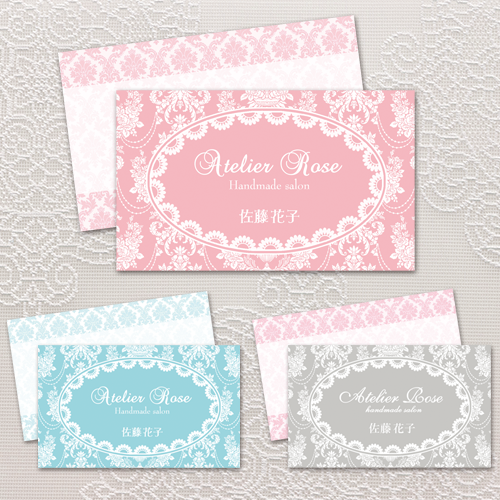 Atelier Rose
Handmade salon
佐藤 花子
Atelier Rose
Handmade salon
佐藤 花子
Atelier Rose
handmade salon
佐藤 花子